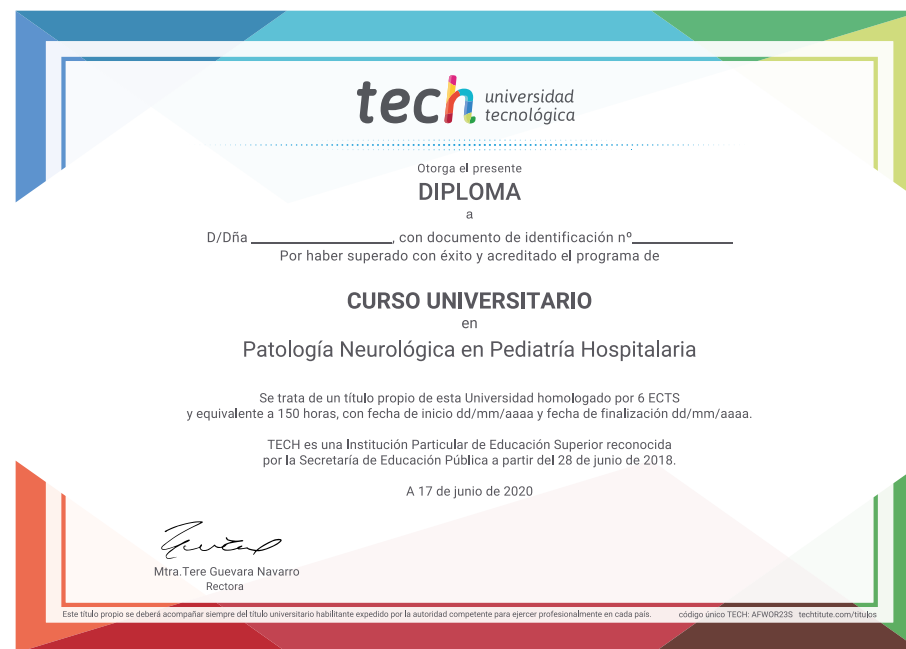 tech universidad
tecnológica
Otorga el presente
DIPLOMA
a
D/Dña ____________________, con documento de identificación nº______________
Por haber superado con éxito y acreditado el programa de
CURSO UNIVERSITARIO
en
Patología Neurológica en Pediatría Hospitalaria
Se trata de un título propio de esta Universidad homologado por 6 ECTS
y equivalente a 150 horas, con fecha de inicio dd/mm/aaaa y fecha de finalización dd/mm/aaaa.
TECH es una Institución Particular de Educación Superior reconocida
por la Secretaría de Educación Pública a partir del 28 de junio de 2018.
A 17 de junio de 2020
Mtra.Tere Guevara Navarro
Rectora
Este título propio se deberá acompañar siempre del título universitario habilitante expedido por la autoridad competente para ejercer profesionalmente en cada país. código único TECH: AFWOR23S techtitute.com/titulos